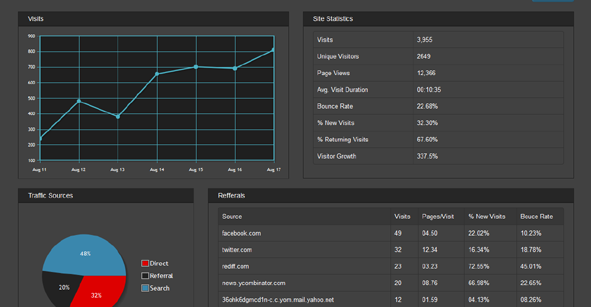 Visits
900
800
700
600
500
400
300
200
100
Aug 11 Aug 12 Aug 13 Aug 14 Aug 15 Aug 16 Aug 17
Site Statistics
Visits 3,955
Unique Visitors 2649
Page Views 12,366
Avg. Visit Duration 00:10:35
Bounce Rate 22.68%
% New Visits 32.30%
% Returning Visits 67.60%
Visitor Growth 337.5%
Traffic Sources
48%
20%
32%
Direct
Referral
Search
Refferals
Source Visits Pages/Visit % New Visits Bouce Rate
facebook.com 49 04.50 22.02% 10.23%
twitter.com 32 12.34 16.34% 18.78%
rediff.com 23 03.23 72.55% 45.01%
news.ycombinator.com 20 08.76 66.98% 22.65%
12 01.59 84.13% 08.26%